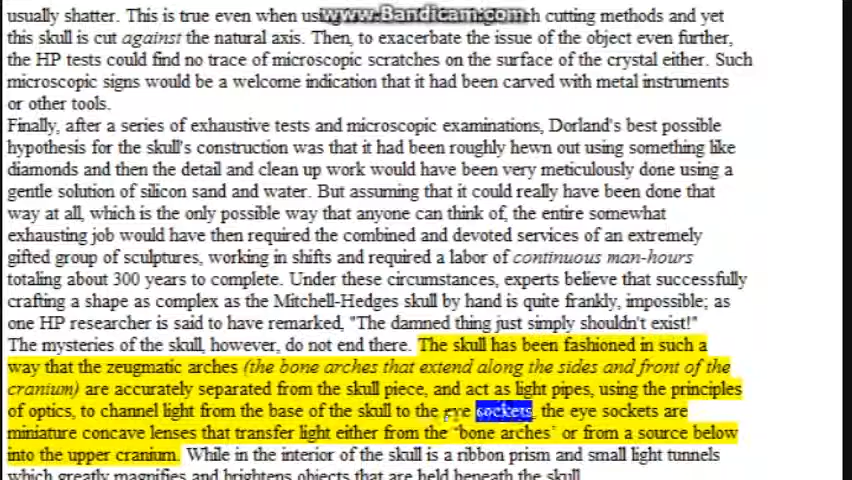 www.Bandicam.com
usually shatter. This is true even when cutting methods and yet
this skull is cut against the natural axis. Then, to exacerbate the issue of the object even further,
the HP tests could find no trace of microscopic scratches on the surface of the crystal either. Such
microscopic signs would be a welcome indication that it had been carved with metal instruments
or other tools.
Finally, after a series of exhaustive tests and microscopic examinations, Dorland's best possible
hypothesis for the skull's construction was that it had been roughly hewn out using something like
diamonds and then the detail and clean up work would have been very meticulously done using a
gentle solution of silicon sand and water. But assuming that it could really have been done that
way at all, which is the only possible way that anyone can think of, the entire somewhat
exhausting job would have then required the combined and devoted services of an extremely
gifted group of sculptures, working in shifts and required a labor of continuous man-hours
totaling about 300 years to complete. Under these circumstances, experts believe that successfully
crafting a shape as complex as the Mitchell-Hedges skull by hand is quite frankly, impossible; as
one HP researcher is said to have remarked, "The damned thing just simply shouldn't exist!"
The mysteries of the skull, however, do not end there. The skull has been fashioned in such a
way that the zeugmatic arches (the bone arches that extend along the sides and front of the
cranium) are accurately separated from the skull piece, and act as light pipes, using the principles
of optics, to channel light from the base of the skull to the eye sockets, the eye sockets are
miniature concave lenses that transfer light either from the 'bone arches' or from a source below
into the upper cranium. While in the interior of the skull is a ribbon prism and small light tunnels
which greatly magnifies and brightens objects that are held beneath the skull